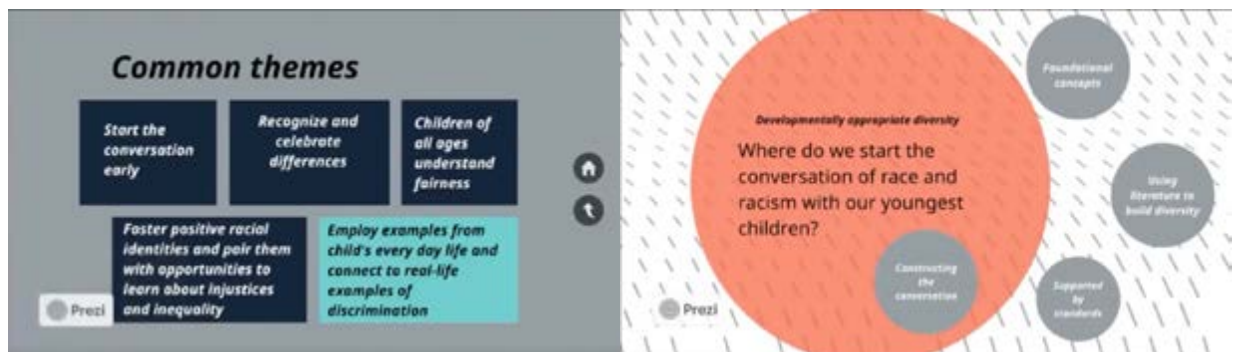 Common themes
Start the
conversation
early
Recognize and
celebrate
differences
Children of
all ages
understand
fairness
Foster positive racial
identities and pair them
with opportunities to
learn about injustices
and inequality
Employ examples from
child's every day life and
connect to real-life
examples of
discrimination
Prezi
Developmentally appropriate diversity
Where do we start the
conversation of race and
racism with our youngest
children?
Constructing
the
conversation
Foundational
concepts
Using
literature to
build diversity
Supported
by
standards
Prezi